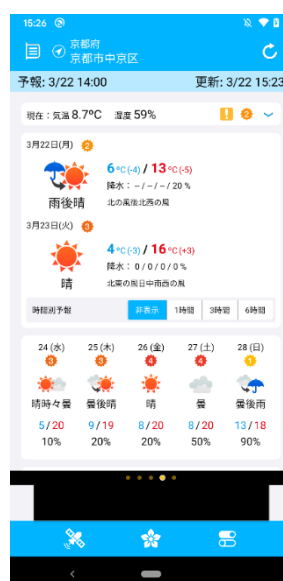 15:26
京都府
京都市中京区
予報: 3/22 14:00 更新: 3/22 15:23
現在：気温 8.7℃ 湿度 59% 2
3月22日(月) 2
6℃(-4) / 13℃(-5)
降水： - / - / - / 20 %
雨後晴 北の風後北西の風
3月23日(火) 3
4℃(-3) / 16℃(+3)
降水： 0 / 0 / 0 / 0 %
晴 北東の風日中南西の風
時間別予報 非表示 1時間 3時間 6時間
24 (水) 25 (木) 26 (金) 27 (土) 28 (日)
3 3 4 4 1
晴時々曇 曇後晴 晴 曇 曇後雨
5/20 9/19 8/20 8/20 13/18
10% 20% 20% 50% 90%